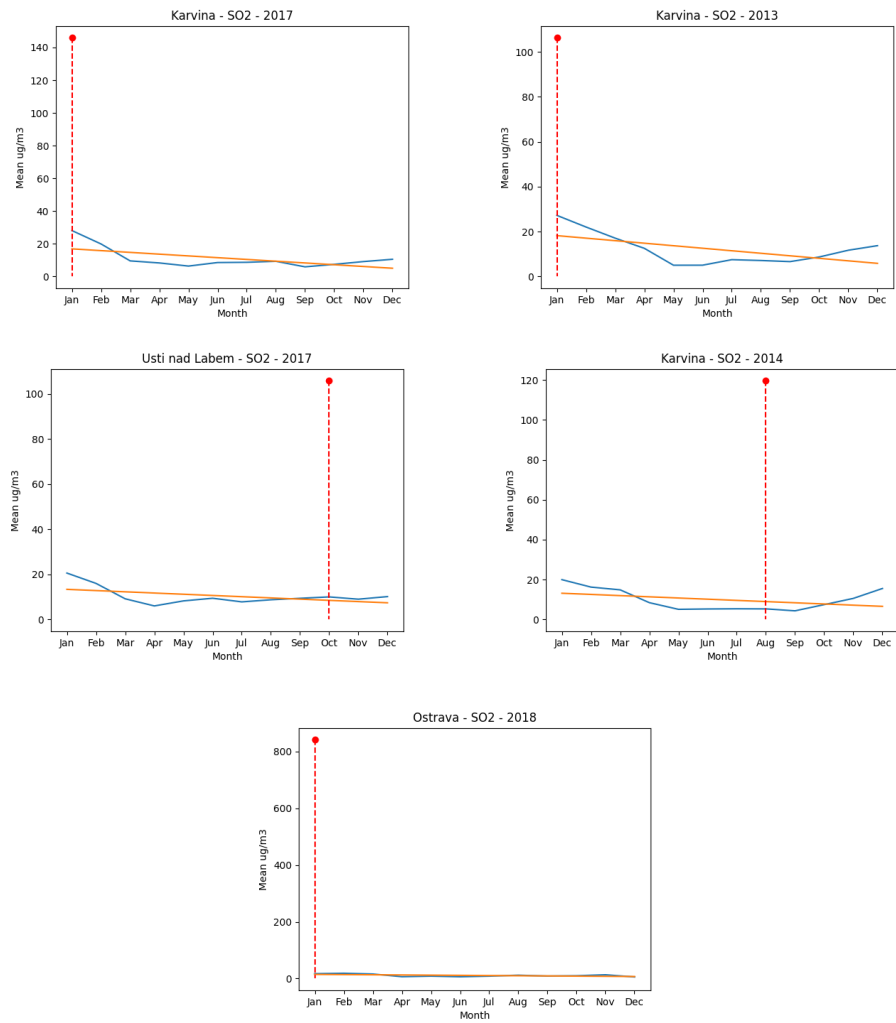 Karvina - SO2 - 2017
140
120
100
80
60
40
20
0
Mean ug/m3
Jan Feb Mar Apr May Jun Jul Aug Sep Oct Nov Dec
Month
Karvina - SO2 - 2013
100
80
60
40
20
0
Mean ug/m3
Jan Feb Mar Apr May Jun Jul Aug Sep Oct Nov Dec
Month
Usti nad Labem - SO2 - 2017
100
80
60
40
20
0
Mean ug/m3
Jan Feb Mar Apr May Jun Jul Aug Sep Oct Nov Dec
Month
Karvina - SO2 - 2014
120
100
80
60
40
20
0
Mean ug/m3
Jan Feb Mar Apr May Jun Jul Aug Sep Oct Nov Dec
Month
Ostrava - SO2 - 2018
800
600
400
200
0
Mean ug/m3
Jan Feb Mar Apr May Jun Jul Aug Sep Oct Nov Dec
Month